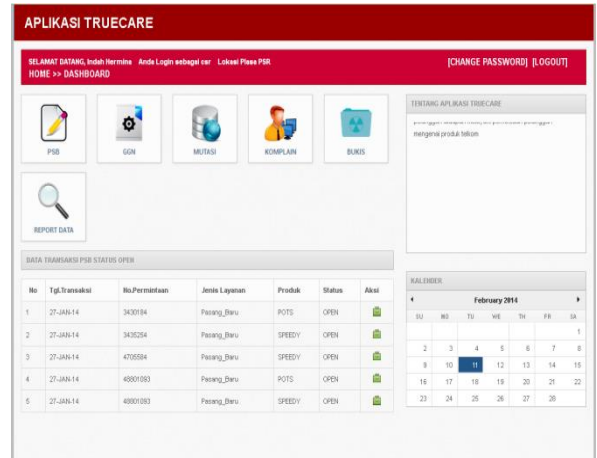 APLIKASI TRUECARE
SELAMAT DATANG, Indah Hermina Anda Login sebagai csr Lokasi Plasa PSR
[CHANGE PASSWORD] [LOGOUT]
HOME >> DASHBOARD
PSB
GGN
MUTASI
KOMPLAIN
BUKIS
REPORT DATA
TENTANG APLIKASI TRUECARE
mengenai produk telkom
DATA TRANSAKSI PSB STATUS OPEN
No Tgl.Transaksi No.Permintaan Jenis Layanan Produk Status Aksi
1 27-JAN-14 3430184 Pasang_Baru POTS OPEN
2 27-JAN-14 3435254 Pasang_Baru SPEEDY OPEN
3 27-JAN-14 4705584 Pasang_Baru SPEEDY OPEN
4 27-JAN-14 48801093 Pasang_Baru POTS OPEN
5 27-JAN-14 48801093 Pasang_Baru SPEEDY OPEN
KALENDER
February 2014
SU MO TU WE TH FR SA
1
2 3 4 5 6 7 8
9 10 11 12 13 14 15
16 17 18 19 20 21 22
23 24 25 26 27 28